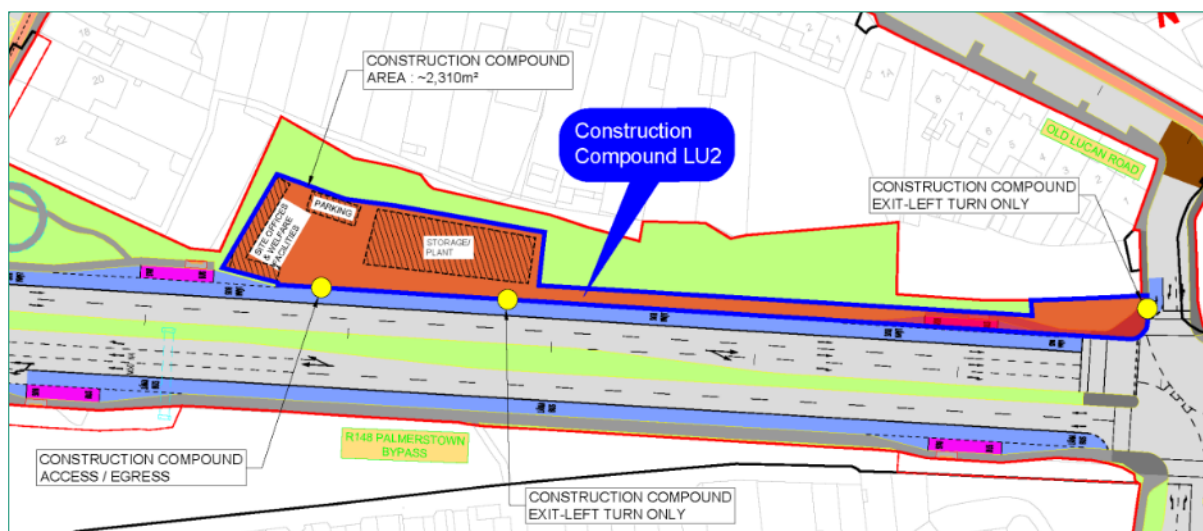 CONSTRUCTION COMPOUND
AREA : ~2,310m²
Construction
Compound LU2
OLD LUCAN ROAD
CONSTRUCTION COMPOUND
EXIT-LEFT TURN ONLY
PARKING
SITE OFFICES
& WELFARE
FACILITIES
STORAGE/
PLANT
18
20
22
1A
R148 PALMERSTOWN
BYPASS
CONSTRUCTION COMPOUND
ACCESS / EGRESS
CONSTRUCTION COMPOUND
EXIT-LEFT TURN ONLY